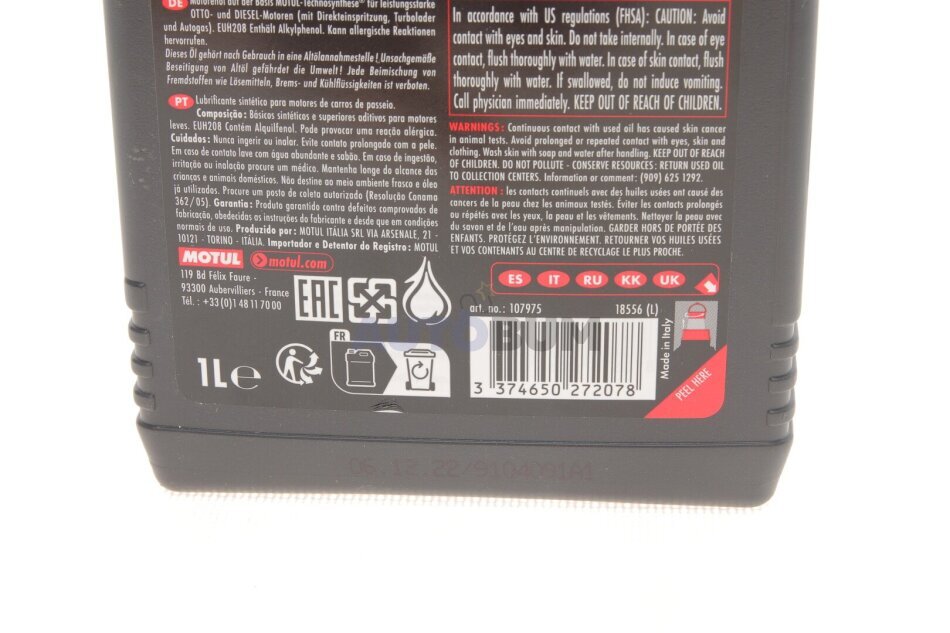 DE Motorenöl auf der Basis MOTUL-Technosynthese® für leistungsstarke
OTTO- und DIESEL-Motoren (mit Direkteinspritzung, Turbolader
und Autogas). EUH208 Enthält Alkylphenol. Kann allergische Reaktionen
hervorrufen.
Dieses Öl gehört nach Gebrauch in eine Altölannahmestelle! Unsachgemäße
Beseitigung von Altöl gefährdet die Umwelt! Jede Beimischung von
Fremdstoffen wie Lösemitteln, Brems- und Kühlflüssigkeiten ist verboten.
PT Lubrificante sintético para motores de carros de passeio.
Composição: Básicos sintéticos e superiores aditivos para motores
leves. EUH208 Contém Alquilfenol. Pode provocar uma reação alérgica.
Cuidados: Nunca ingerir ou inalar. Evite contato prolongado com a pele.
Em caso de contato lave com água abundante e sabão. Em caso de ingestão,
irritação ou inalação procure um médico. Mantenha longe do alcance das
crianças e animais domésticos. Não destine ao meio ambiente frasco e óleo
já utilizados. Procure um posto de coleta autorizado (Resolução Conama
362/05). Garantia: Produto garantido contra defeitos comprovados de
fabricação, obedecidas as instruções do fabricante e desde que em condições
normais de uso. Produzido por: MOTUL ITÁLIA SRL VIA ARSENALE, 21 -
10121 - TORINO - ITÁLIA. Importador e Detentor do Registro: MOTUL
MOTUL motul.com
119 Bd Félix Faure -
93300 Aubervilliers - France
Tél. : +33(0)1 48 11 70 00
EAC
1L℮
FR
In accordance with US regulations (FHSA): CAUTION: Avoid
contact with eyes and skin. Do not take internally. In case of eye
contact, flush thoroughly with water. In case of skin contact, flush
thoroughly with water. If swallowed, do not induce vomiting.
Call physician immediately. KEEP OUT OF REACH OF CHILDREN.
WARNINGS: Continuous contact with used oil has caused skin cancer
in animal tests. Avoid prolonged or repeated contact with eyes, skin and
clothing. Wash skin with soap and water after handling. KEEP OUT OF REACH
OF CHILDREN. DO NOT POLLUTE - CONSERVE RESOURCES: RETURN USED OIL
TO COLLECTION CENTERS. Information or comment: (909) 625 1292.
ATTENTION : les contacts continuels avec des huiles usées ont causé des
cancers de la peau chez les animaux testés. Éviter les contacts prolongés
ou répétés avec les yeux, la peau et les vêtements. Nettoyer la peau avec
du savon et de l'eau après manipulation. GARDER HORS DE PORTÉE DES
ENFANTS. PROTÉGEZ L'ENVIRONNEMENT. RETOURNER VOS HUILES USÉES
ET VOS CONTENANTS AU CENTRE DE RECYCLAGE LE PLUS PROCHE.
ES IT RU KK UK
art. no.: 107975 18556 (L)
AUTOBUM
3 374650 272078
Made in Italy
PEEL HERE
06.12.22/9104091A1